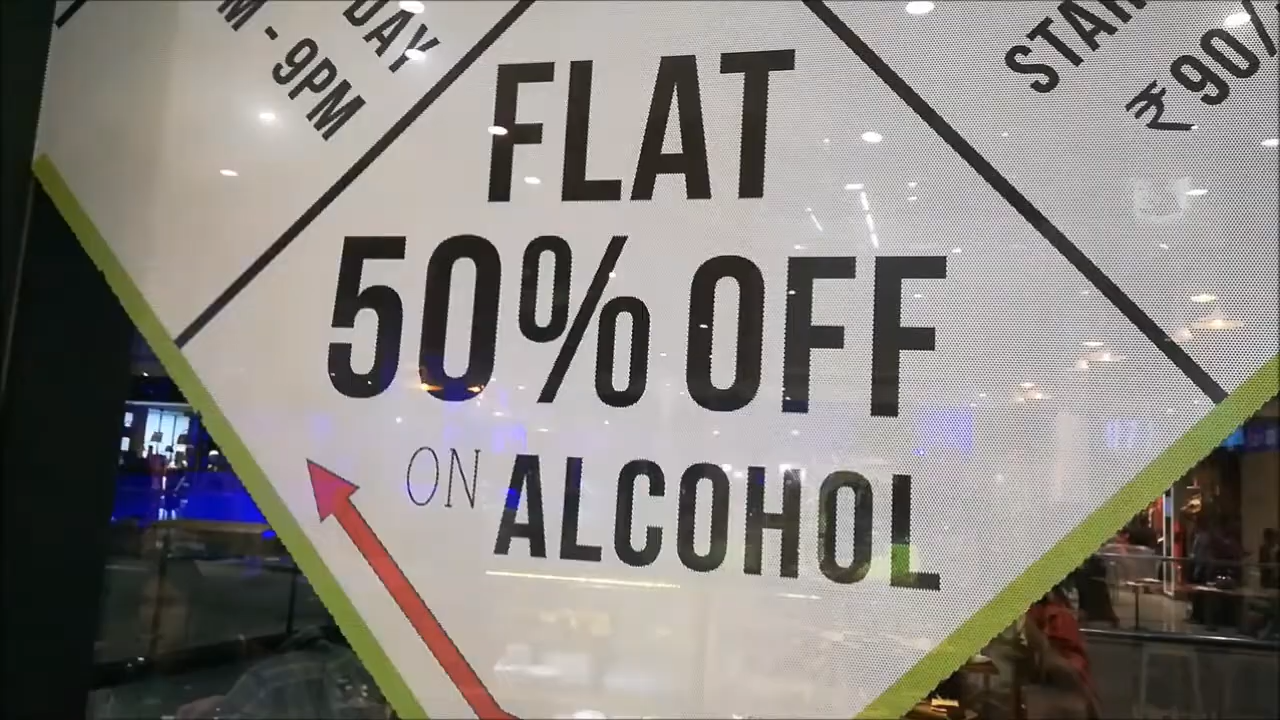 DAY
M - 9PM
FLAT
50% OFF
ON ALCOHOL
₹90/